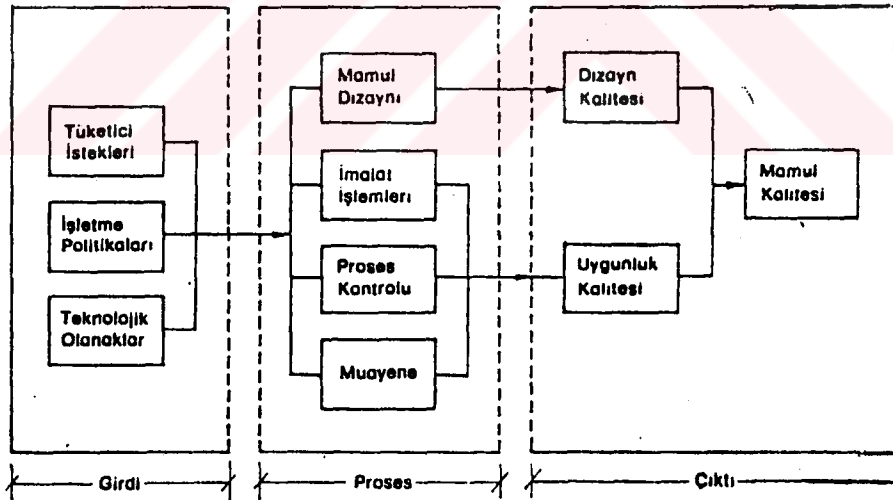 Tüketici
İstekleri
İşletme
Politikaları
Teknolojik
Olanaklar
Mamul
Dizaynı
İmalat
İşlemleri
Proses
Kontrolu
Muayene
Dizayn
Kalitesi
Uygunluk
Kalitesi
Mamul
Kalitesi
Girdi
Proses
Çıktı